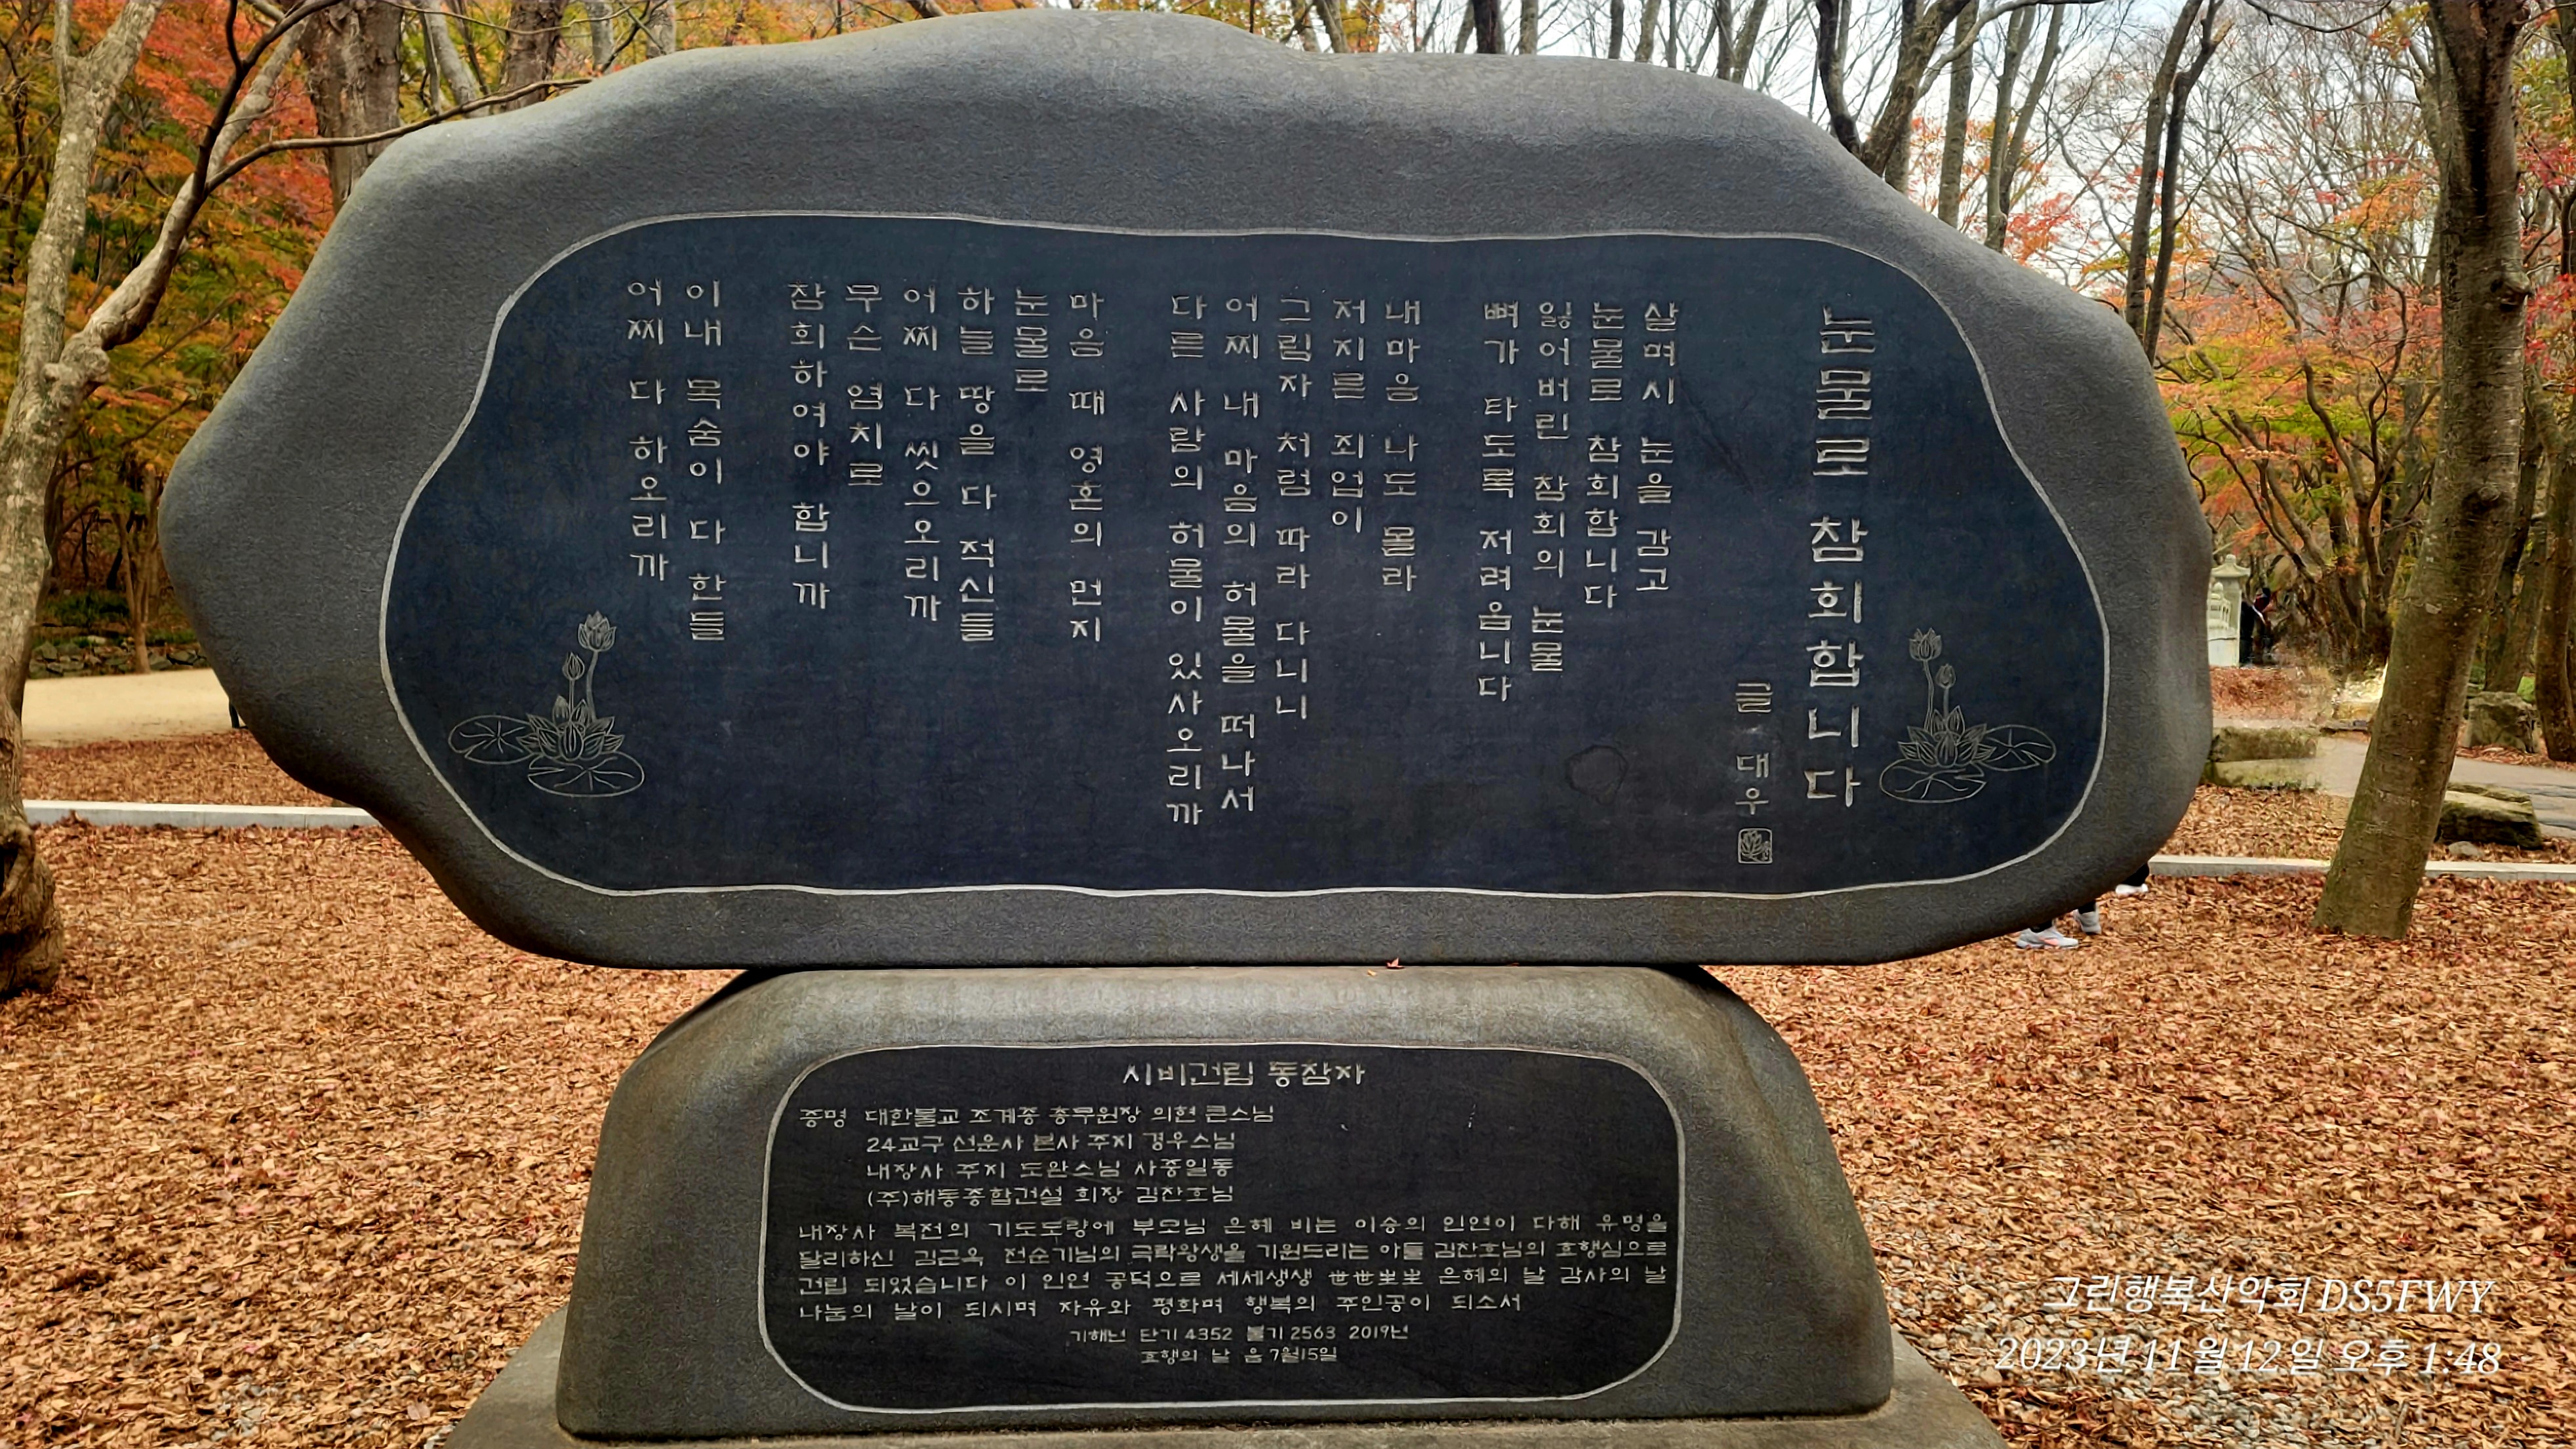 눈물로 참회합니다
글 대우
살며시 눈을 감고
눈물로 참회합니다
잃어버린 참회의 눈물
뼈가 타도록 저려옵니다
내마음 나도 몰라
저지른 죄업이
그림자 처럼 따라 다니니
어찌 내 마음의 허물을 떠나서
다른 사람의 허물이 있사오리까
마음 때 영혼의 먼지
눈물로
하늘 땅을 다 적신들
어찌 다 씻으오리까
무슨 염치로
참회하여야 합니까
이내 목숨이 다 한들
어찌 다 하오리까
시비건립 동참자
증명 대한불교 조계종 총무원장 의현 큰스님
24교구 선운사 본사 주지 경우스님
내장사 주지 도완스님 사중일동
(주)해동종합건설 회장 김찬호님
내장사 복전의 기도도량에 부모님 은혜 비는 이승의 인연이 다해 유명을
달리하신 김근옥 전순기님의 극락왕생을 기원드리는 아들 김찬호님의 효행심으로
건립 되었습니다 이 인연 공덕으로 세세생생 世世生生 은혜의 날 감사의 날
나눔의 날이 되시며 자유와 평화며 행복의 주인공이 되소서
기해년 단기 4352 불기 2563 2019년
효행의 날 음 7월15일
그린행복산악회 DS5FWY
2023년 11월 12일 오후 1:48